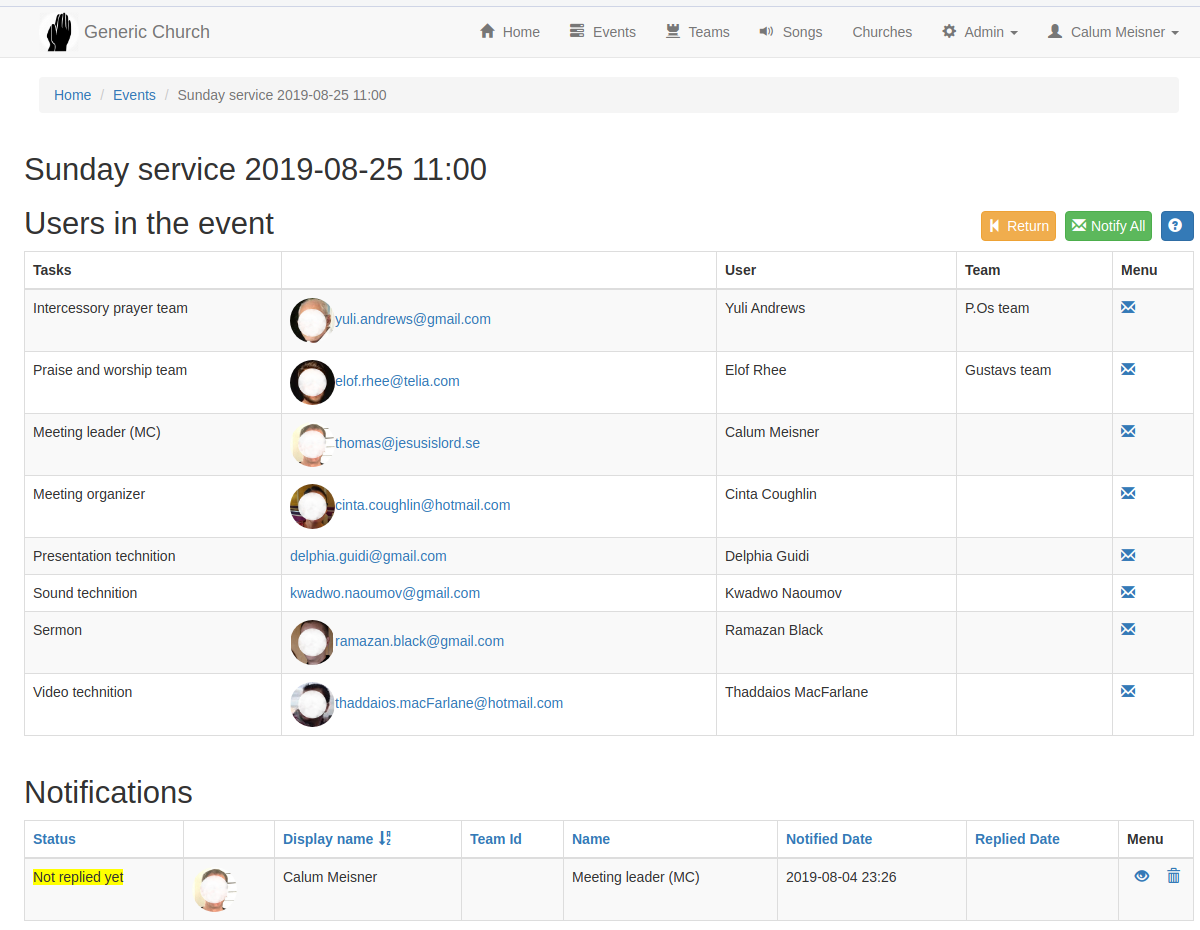 Generic Church Home Events Teams Songs Churches Admin Calum Meisner
Home / Events / Sunday service 2019-08-25 11:00
Sunday service 2019-08-25 11:00
Users in the event Return Notify All ?
Tasks User Team Menu
Intercessory prayer team yuli.andrews@gmail.com Yuli Andrews P.Os team
Praise and worship team elof.rhee@telia.com Elof Rhee Gustavs team
Meeting leader (MC) thomas@jesusislord.se Calum Meisner
Meeting organizer cinta.coughlin@hotmail.com Cinta Coughlin
Presentation technition delphia.guidi@gmail.com Delphia Guidi
Sound technition kwadwo.naoumov@gmail.com Kwadwo Naoumov
Sermon ramazan.black@gmail.com Ramazan Black
Video technition thaddaios.macFarlane@hotmail.com Thaddaios MacFarlane
Notifications
Status Display name Team Id Name Notified Date Replied Date Menu
Not replied yet Calum Meisner Meeting leader (MC) 2019-08-04 23:26